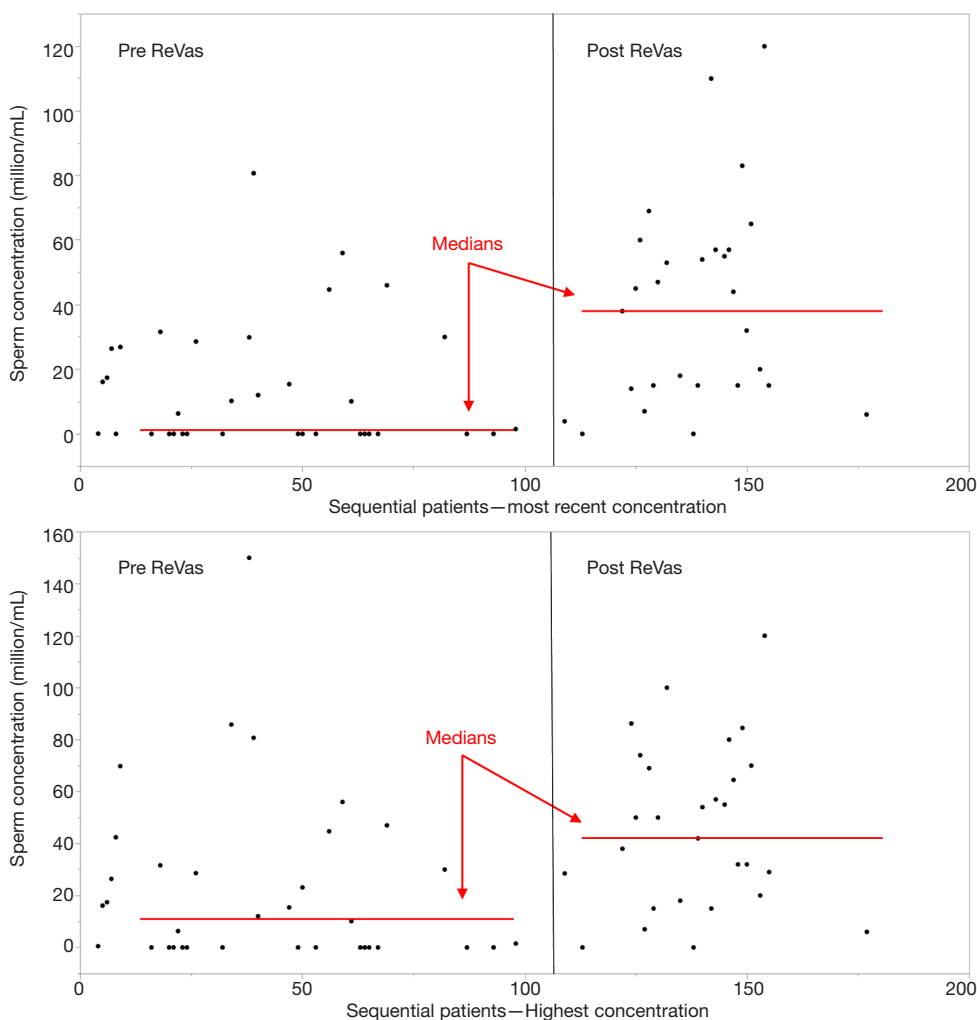 Pre ReVas
Post ReVas
Sperm concentration (million/mL)
120
100
80
60
40
20
0
Medians
0
50
100
150
200
Sequential patients—most recent concentration
Pre ReVas
Post ReVas
Sperm concentration (million/mL)
160
140
120
100
80
60
40
20
0
Medians
0
50
100
150
200
Sequential patients—Highest concentration